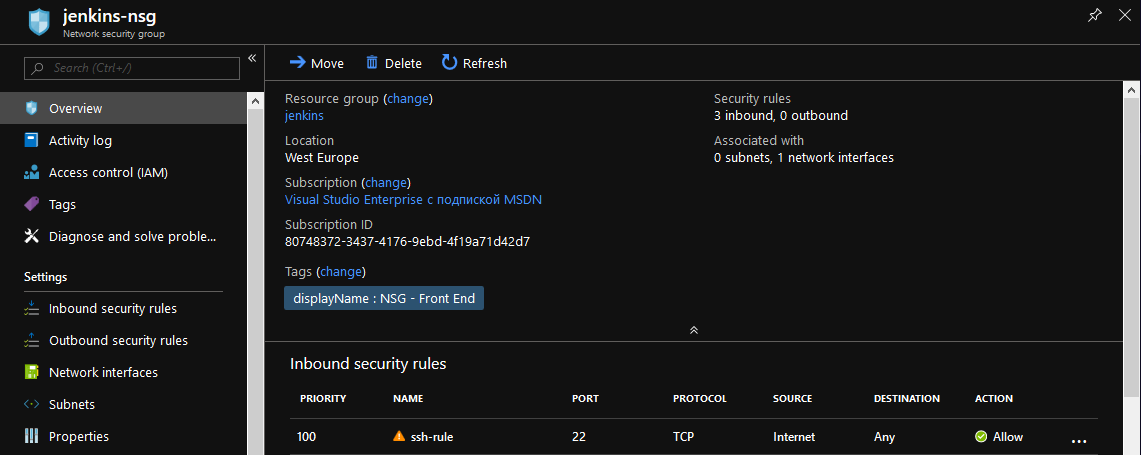 jenkins-nsg
Network security group
Search (Ctrl+/)
«
Overview
Activity log
Access control (IAM)
Tags
Diagnose and solve proble...
Settings
Inbound security rules
Outbound security rules
Network interfaces
Subnets
Properties
Move Delete Refresh
Resource group (change)
jenkins
Location
West Europe
Subscription (change)
Visual Studio Enterprise с подпиской MSDN
Subscription ID
80748372-3437-4176-9ebd-4f19a71d42d7
Tags (change)
displayName : NSG - Front End
Security rules
3 inbound, 0 outbound
Associated with
0 subnets, 1 network interfaces
Inbound security rules
PRIORITY NAME PORT PROTOCOL SOURCE DESTINATION ACTION
100 ssh-rule 22 TCP Internet Any Allow ...